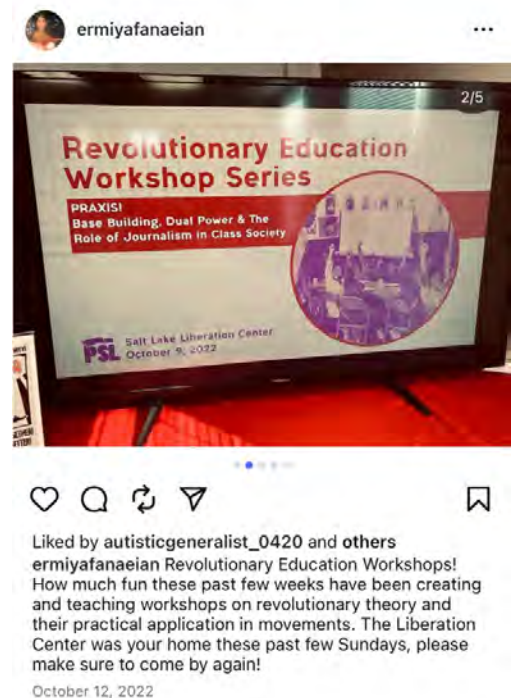 ermiyafanaeian
2/5
Revolutionary Education
Workshop Series
PRAXIS!
Base Building, Dual Power & The
Role of Journalism in Class Society
PSL
Salt Lake Liberation Center
October 9, 2022
Liked by autisticgeneralist_0420 and others
ermiyafanaeian Revolutionary Education Workshops!
How much fun these past few weeks have been creating
and teaching workshops on revolutionary theory and
their practical application in movements. The Liberation
Center was your home these past few Sundays, please
make sure to come by again!
October 12, 2022